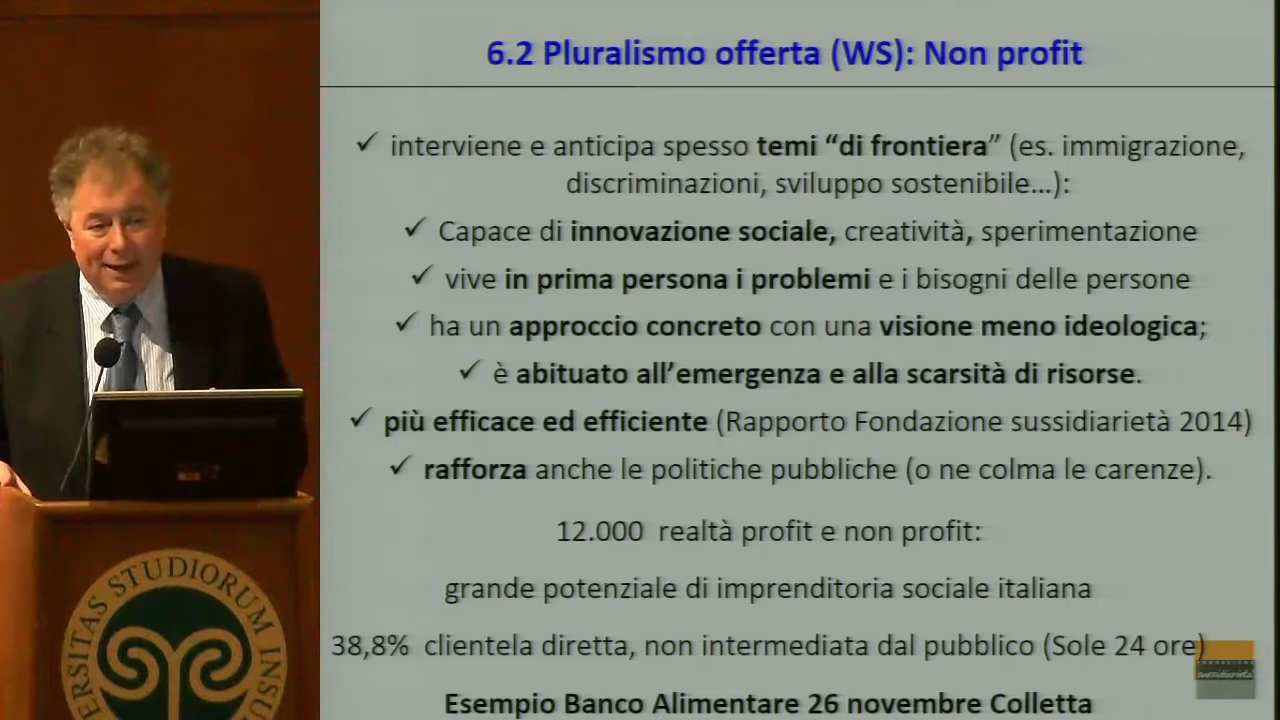 6.2 Pluralismo offerta (WS): Non profit
✓ interviene e anticipa spesso temi “di frontiera” (es. immigrazione,
discriminazioni, sviluppo sostenibile…):
✓ Capace di innovazione sociale, creatività, sperimentazione
✓ vive in prima persona i problemi e i bisogni delle persone
✓ ha un approccio concreto con una visione meno ideologica;
✓ è abituato all’emergenza e alla scarsità di risorse.
✓ più efficace ed efficiente (Rapporto Fondazione sussidiarietà 2014)
✓ rafforza anche le politiche pubbliche (o ne colma le carenze).
12.000 realtà profit e non profit:
grande potenziale di imprenditoria sociale italiana
38,8% clientela diretta, non intermediata dal pubblico (Sole 24 ore)
sussidiarietà
Esempio Banco Alimentare 26 novembre Colletta
ERSITAS STUDIORUM INSU